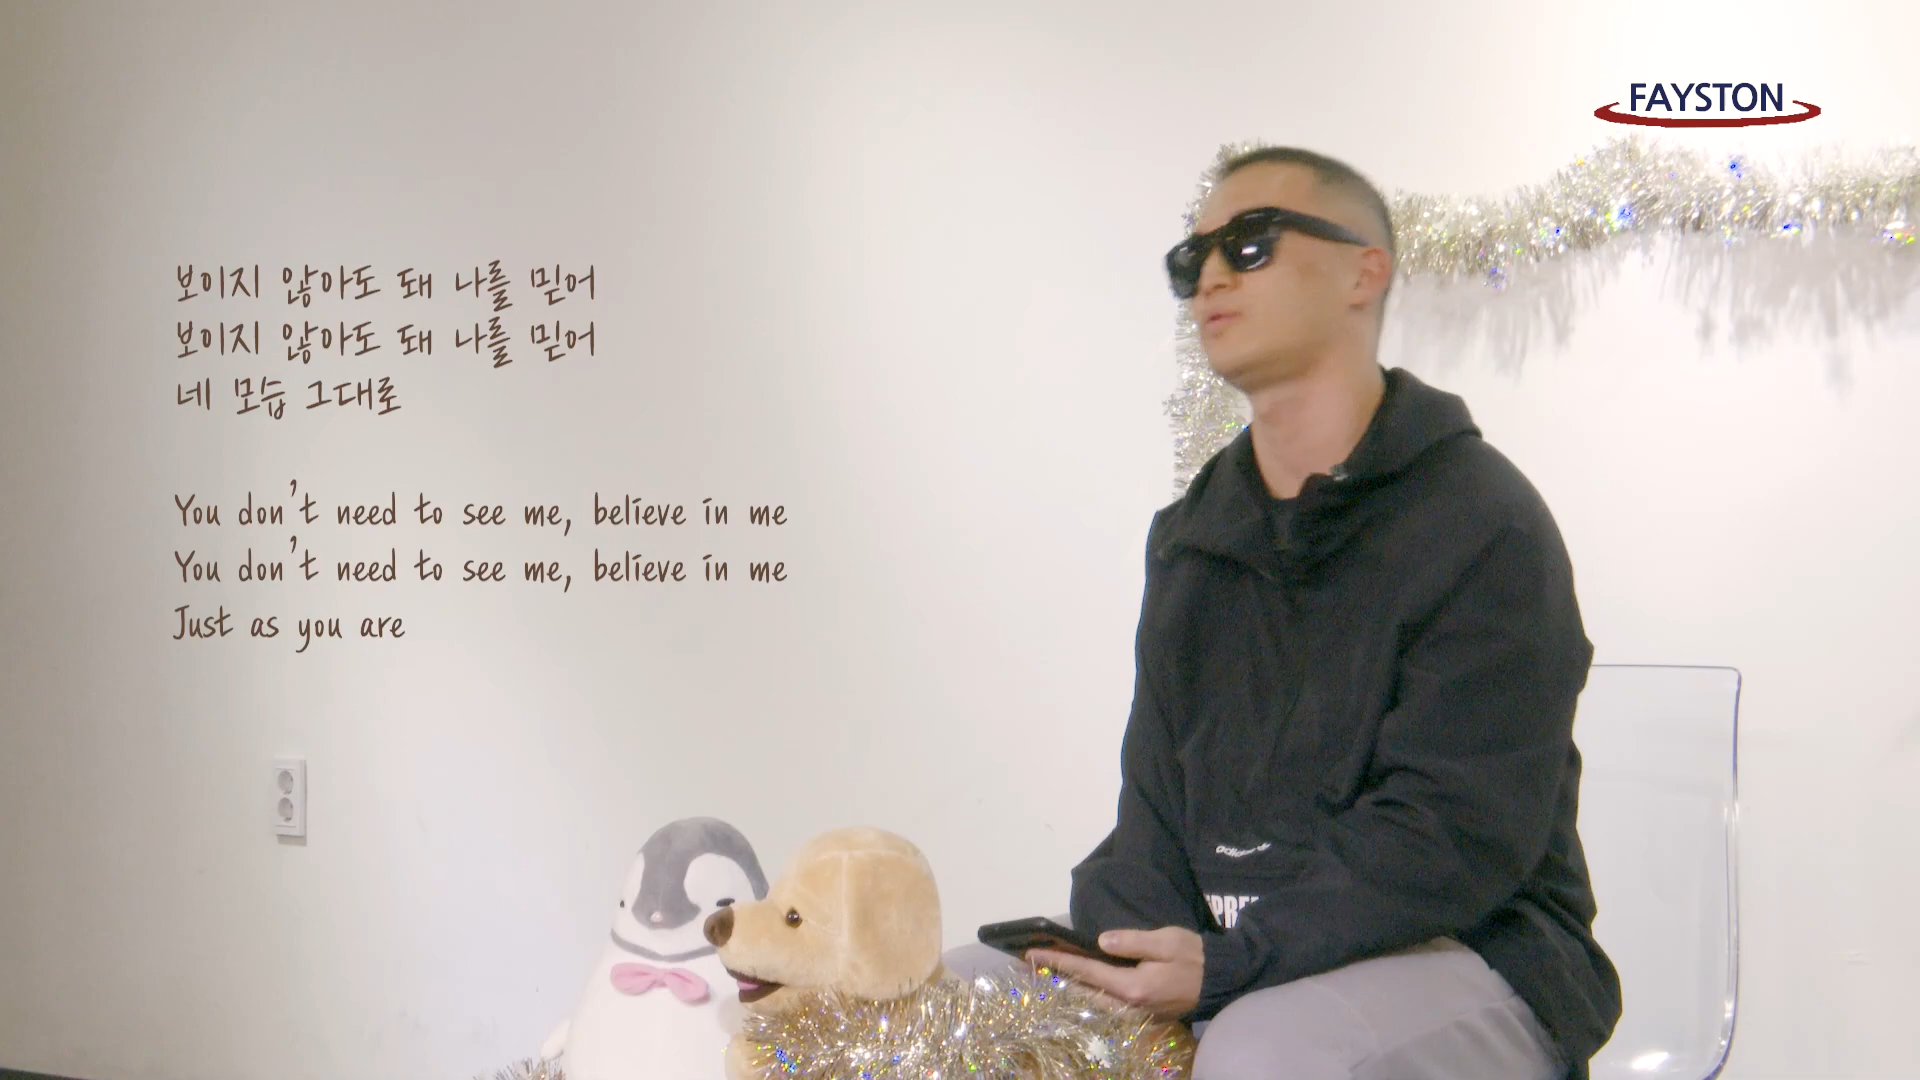 FAYSTON
보이지 않아도 돼 나를 믿어
보이지 않아도 돼 나를 믿어
네 모습 그대로
You don't need to see me, believe in me
You don't need to see me, believe in me
Just as you are
adidas